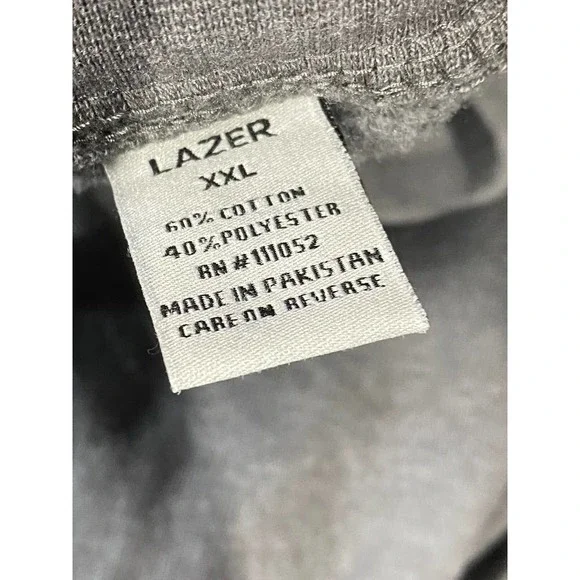 LAZER
XXL
60% COTTON
40% POLYESTER
RN #111052
MADE IN PAKISTAN
CARE ON REVERSE